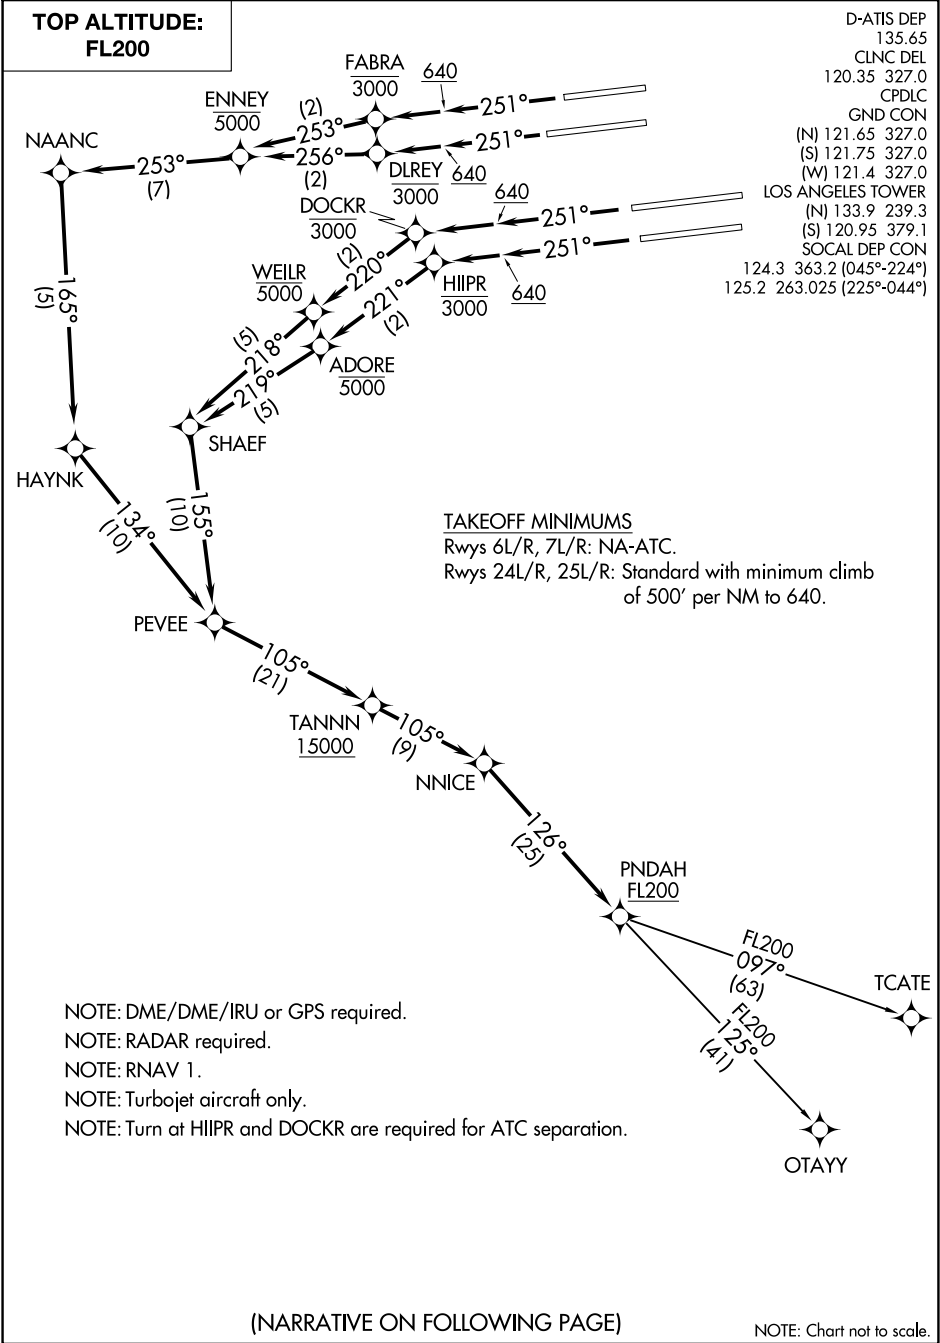 TOP ALTITUDE:
FL200
D-ATIS DEP
135.65
CLNC DEL
120.35 327.0
CPDLC
GND CON
(N) 121.65 327.0
(S) 121.75 327.0
(W) 121.4 327.0
LOS ANGELES TOWER
(N) 133.9 239.3
(S) 120.95 379.1
SOCAL DEP CON
124.3 363.2 (045°-224°)
125.2 263.025 (225°-044°)
FABRA
3000
640
251°
ENNEY
5000
(2)
253°
NAANC
253°
(7)
256°
(2)
251°
640
DLREY
3000
DOCKR
3000
640
251°
(2)
220°
WEILR
5000
HIIPR
3000
251°
640
221°
(2)
165°
(5)
(5)
218°
ADORE
5000
219°
(5)
SHAEF
HAYNK
134°
(10)
155°
(10)
TAKEOFF MINIMUMS
Rwys 6L/R, 7L/R: NA-ATC.
Rwys 24L/R, 25L/R: Standard with minimum climb
of 500' per NM to 640.
PEVEE
105°
(21)
TANNN
15000
105°
(9)
NNICE
126°
(25)
PNDAH
FL200
FL200
097°
(63)
TCATE
FL200
125°
(41)
OTAYY
NOTE: DME/DME/IRU or GPS required.
NOTE: RADAR required.
NOTE: RNAV 1.
NOTE: Turbojet aircraft only.
NOTE: Turn at HIIPR and DOCKR are required for ATC separation.
(NARRATIVE ON FOLLOWING PAGE)
NOTE: Chart not to scale.